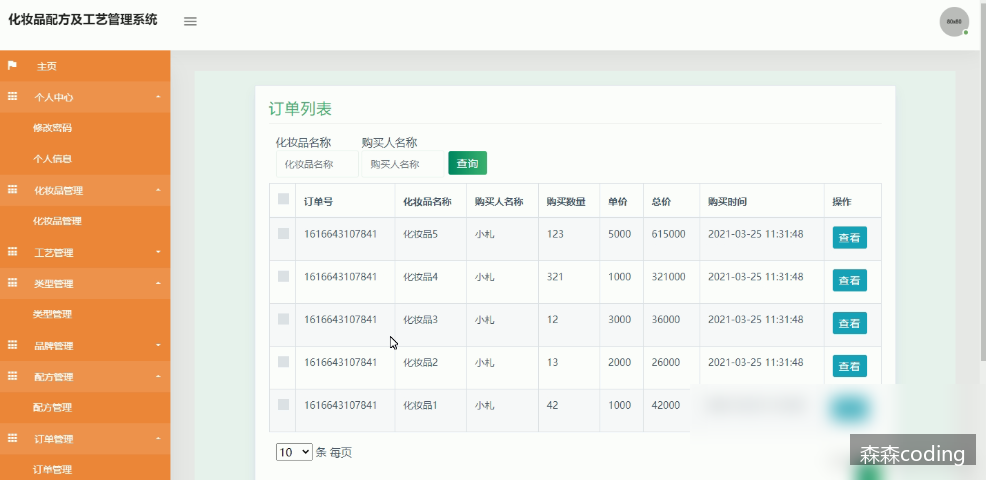 化妆品配方及工艺管理系统
60x60
主页
个人中心
修改密码
个人信息
化妆品管理
化妆品管理
工艺管理
类型管理
类型管理
品牌管理
配方管理
配方管理
订单管理
订单管理
订单列表
化妆品名称 购买人名称
化妆品名称 购买人名称 查询
订单号 化妆品名称 购买人名称 购买数量 单价 总价 购买时间 操作
1616643107841 化妆品5 小札 123 5000 615000 2021-03-25 11:31:48 查看
1616643107841 化妆品4 小札 321 1000 321000 2021-03-25 11:31:48 查看
1616643107841 化妆品3 小札 12 3000 36000 2021-03-25 11:31:48 查看
1616643107841 化妆品2 小札 13 2000 26000 2021-03-25 11:31:48 查看
1616643107841 化妆品1 小札 42 1000 42000
10 条 每页
森森coding